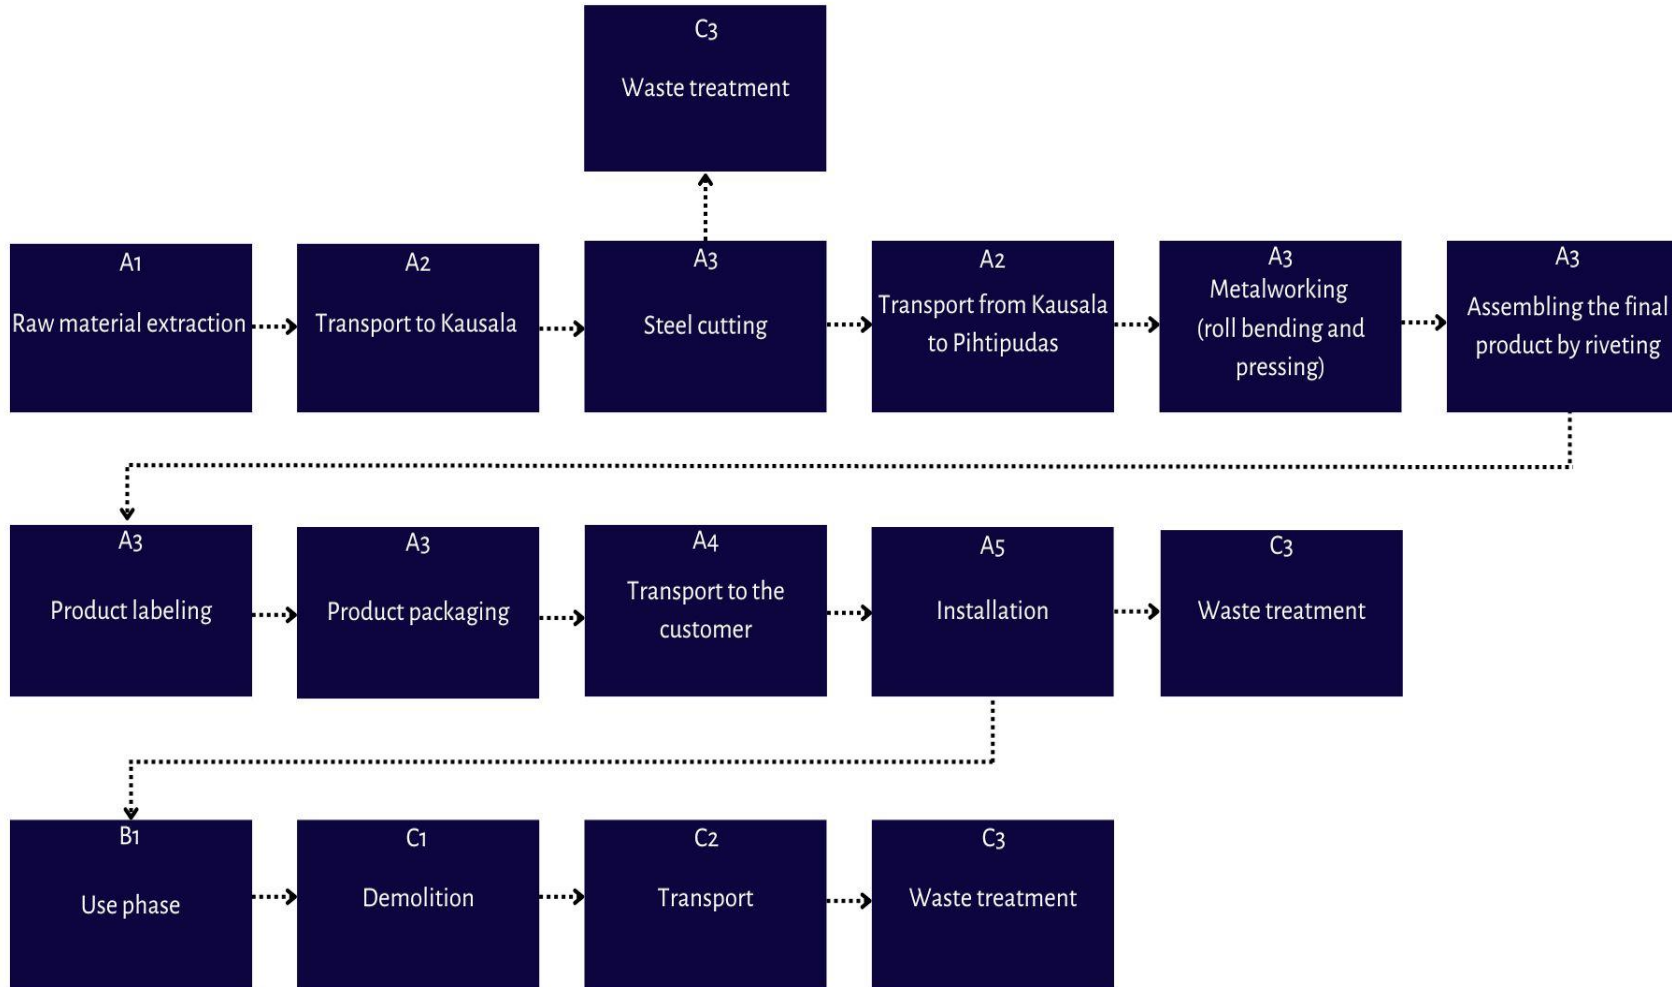 C3
Waste treatment
A1
Raw material extraction
A2
Transport to Kausala
A3
Steel cutting
A2
Transport from Kausala
to Pihtipudas
A3
Metalworking
(roll bending and
pressing)
A3
Assembling the final
product by riveting
A3
Product labeling
A3
Product packaging
A4
Transport to the
customer
A5
Installation
C3
Waste treatment
B1
Use phase
C1
Demolition
C2
Transport
C3
Waste treatment